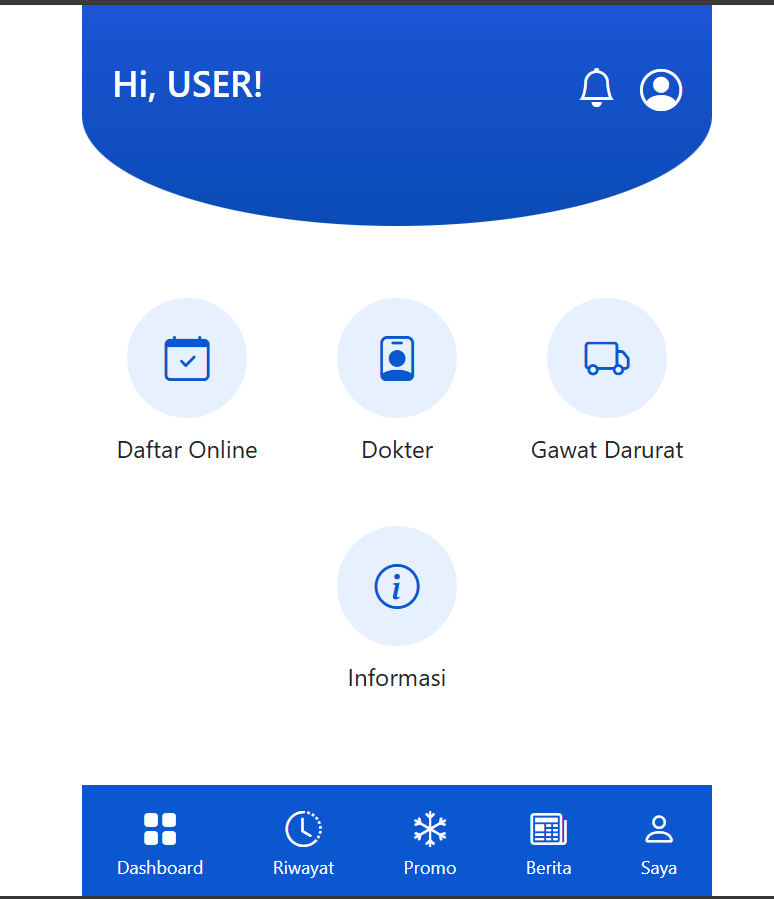 Hi, USER!
Daftar Online
Dokter
Gawat Darurat
Informasi
Dashboard
Riwayat
Promo
Berita
Saya